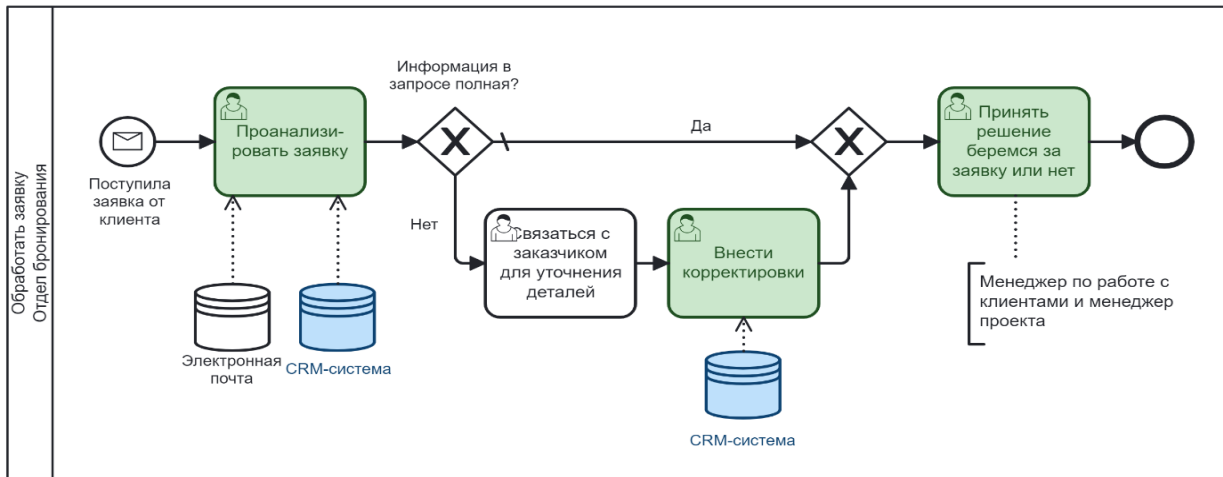 Обработать заявку
Отдел бронирования
Поступила
заявка от
клиента
Проанализи-
ровать заявку
Электронная
почта
CRM-система
Информация в
запросе полная?
Да
Нет
Связаться с
заказчиком
для уточнения
деталей
Внести
корректировки
CRM-система
Принять
решение
беремся за
заявку или нет
Менеджер по работе с
клиентами и менеджер
проекта